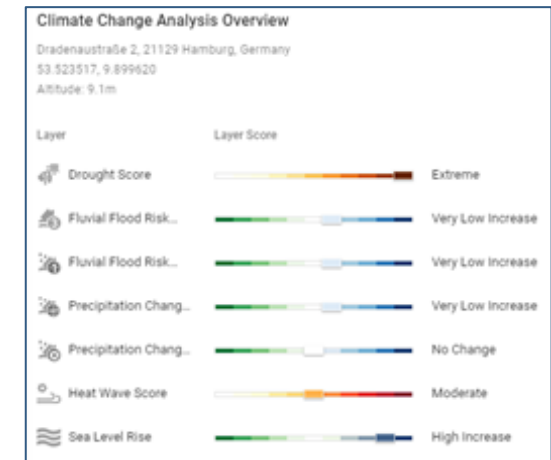 Climate Change Analysis Overview
Dradenaustraße 2, 21129 Hamburg, Germany
53.523517, 9.899620
Altitude: 9.1m
Layer Layer Score
Drought Score Extreme
Fluvial Flood Risk... Very Low Increase
Fluvial Flood Risk... Very Low Increase
Precipitation Chang... Very Low Increase
Precipitation Chang... No Change
Heat Wave Score Moderate
Sea Level Rise High Increase